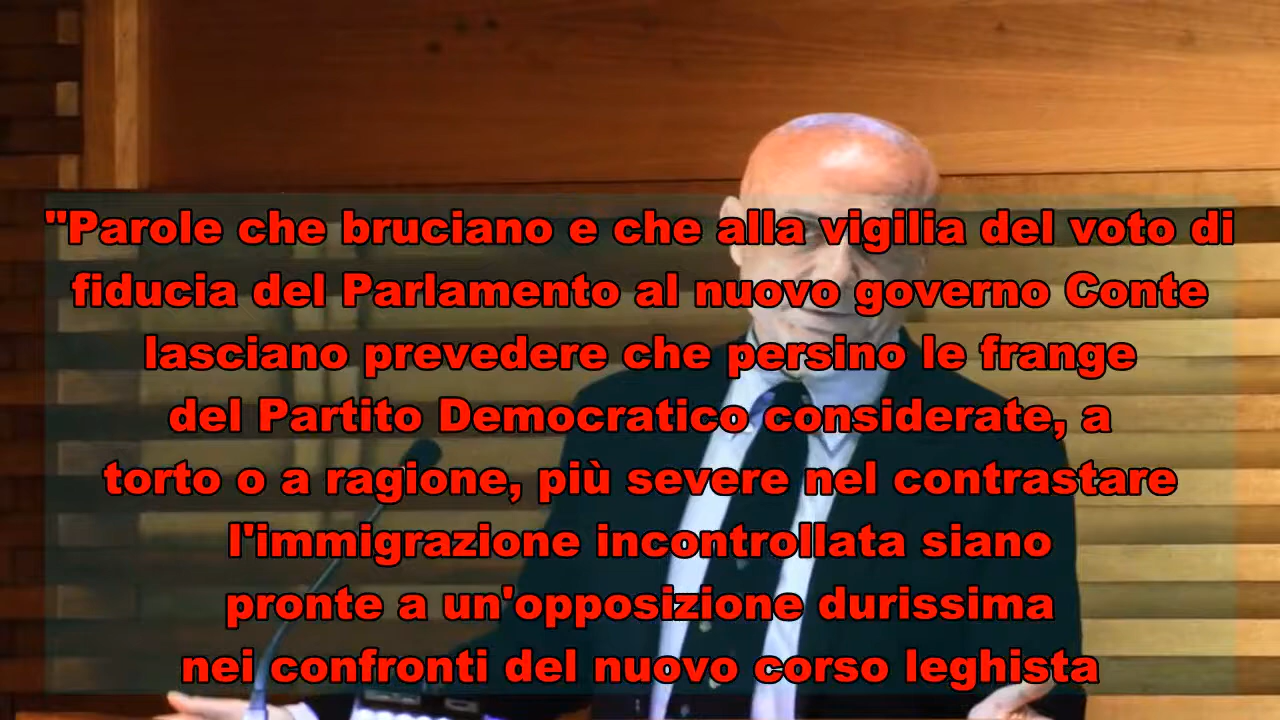 "Parole che bruciano e che alla vigilia del voto di
fiducia del Parlamento al nuovo governo Conte
lasciano prevedere che persino le frange
del Partito Democratico considerate, a
torto o a ragione, più severe nel contrastare
l'immigrazione incontrollata siano
pronte a un'opposizione durissima
nei confronti del nuovo corso leghista